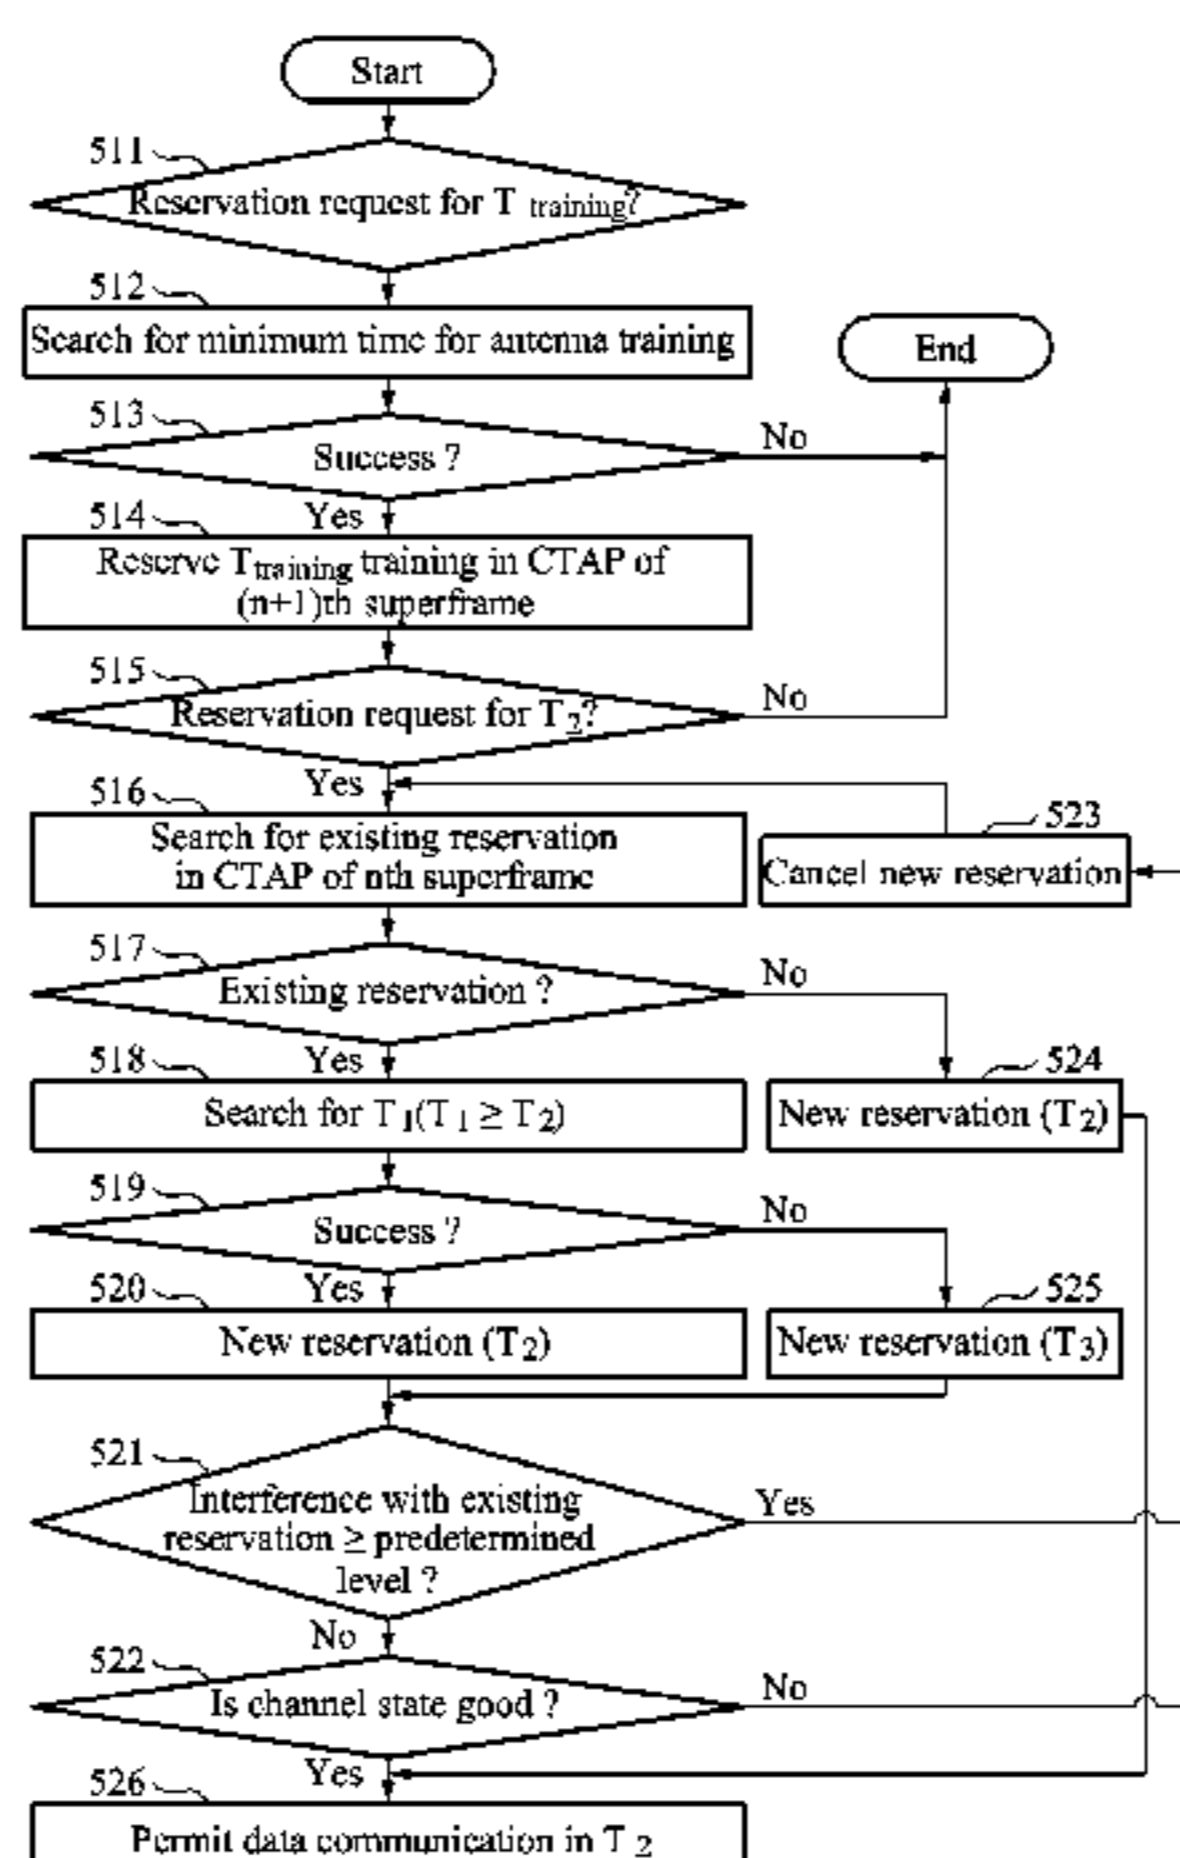 Start
511
Reservation request for T training?
512
Search for minimum time for antenna training
End
513
Success ?
No
Yes
514
Reserve Ttraining training in CTAP of
(n+1)th superframe
515
Reservation request for T2?
No
Yes
516
Search for existing reservation
in CTAP of nth superframe
523
Cancel new reservation
517
Existing reservation ?
No
Yes
518
Search for T1(T1 ≥ T2)
524
New reservation (T2)
519
Success ?
No
Yes
520
New reservation (T2)
525
New reservation (T3)
521
Interference with existing
reservation ≥ predetermined
level ?
Yes
No
522
Is channel state good ?
No
Yes
526
Permit data communication in T2